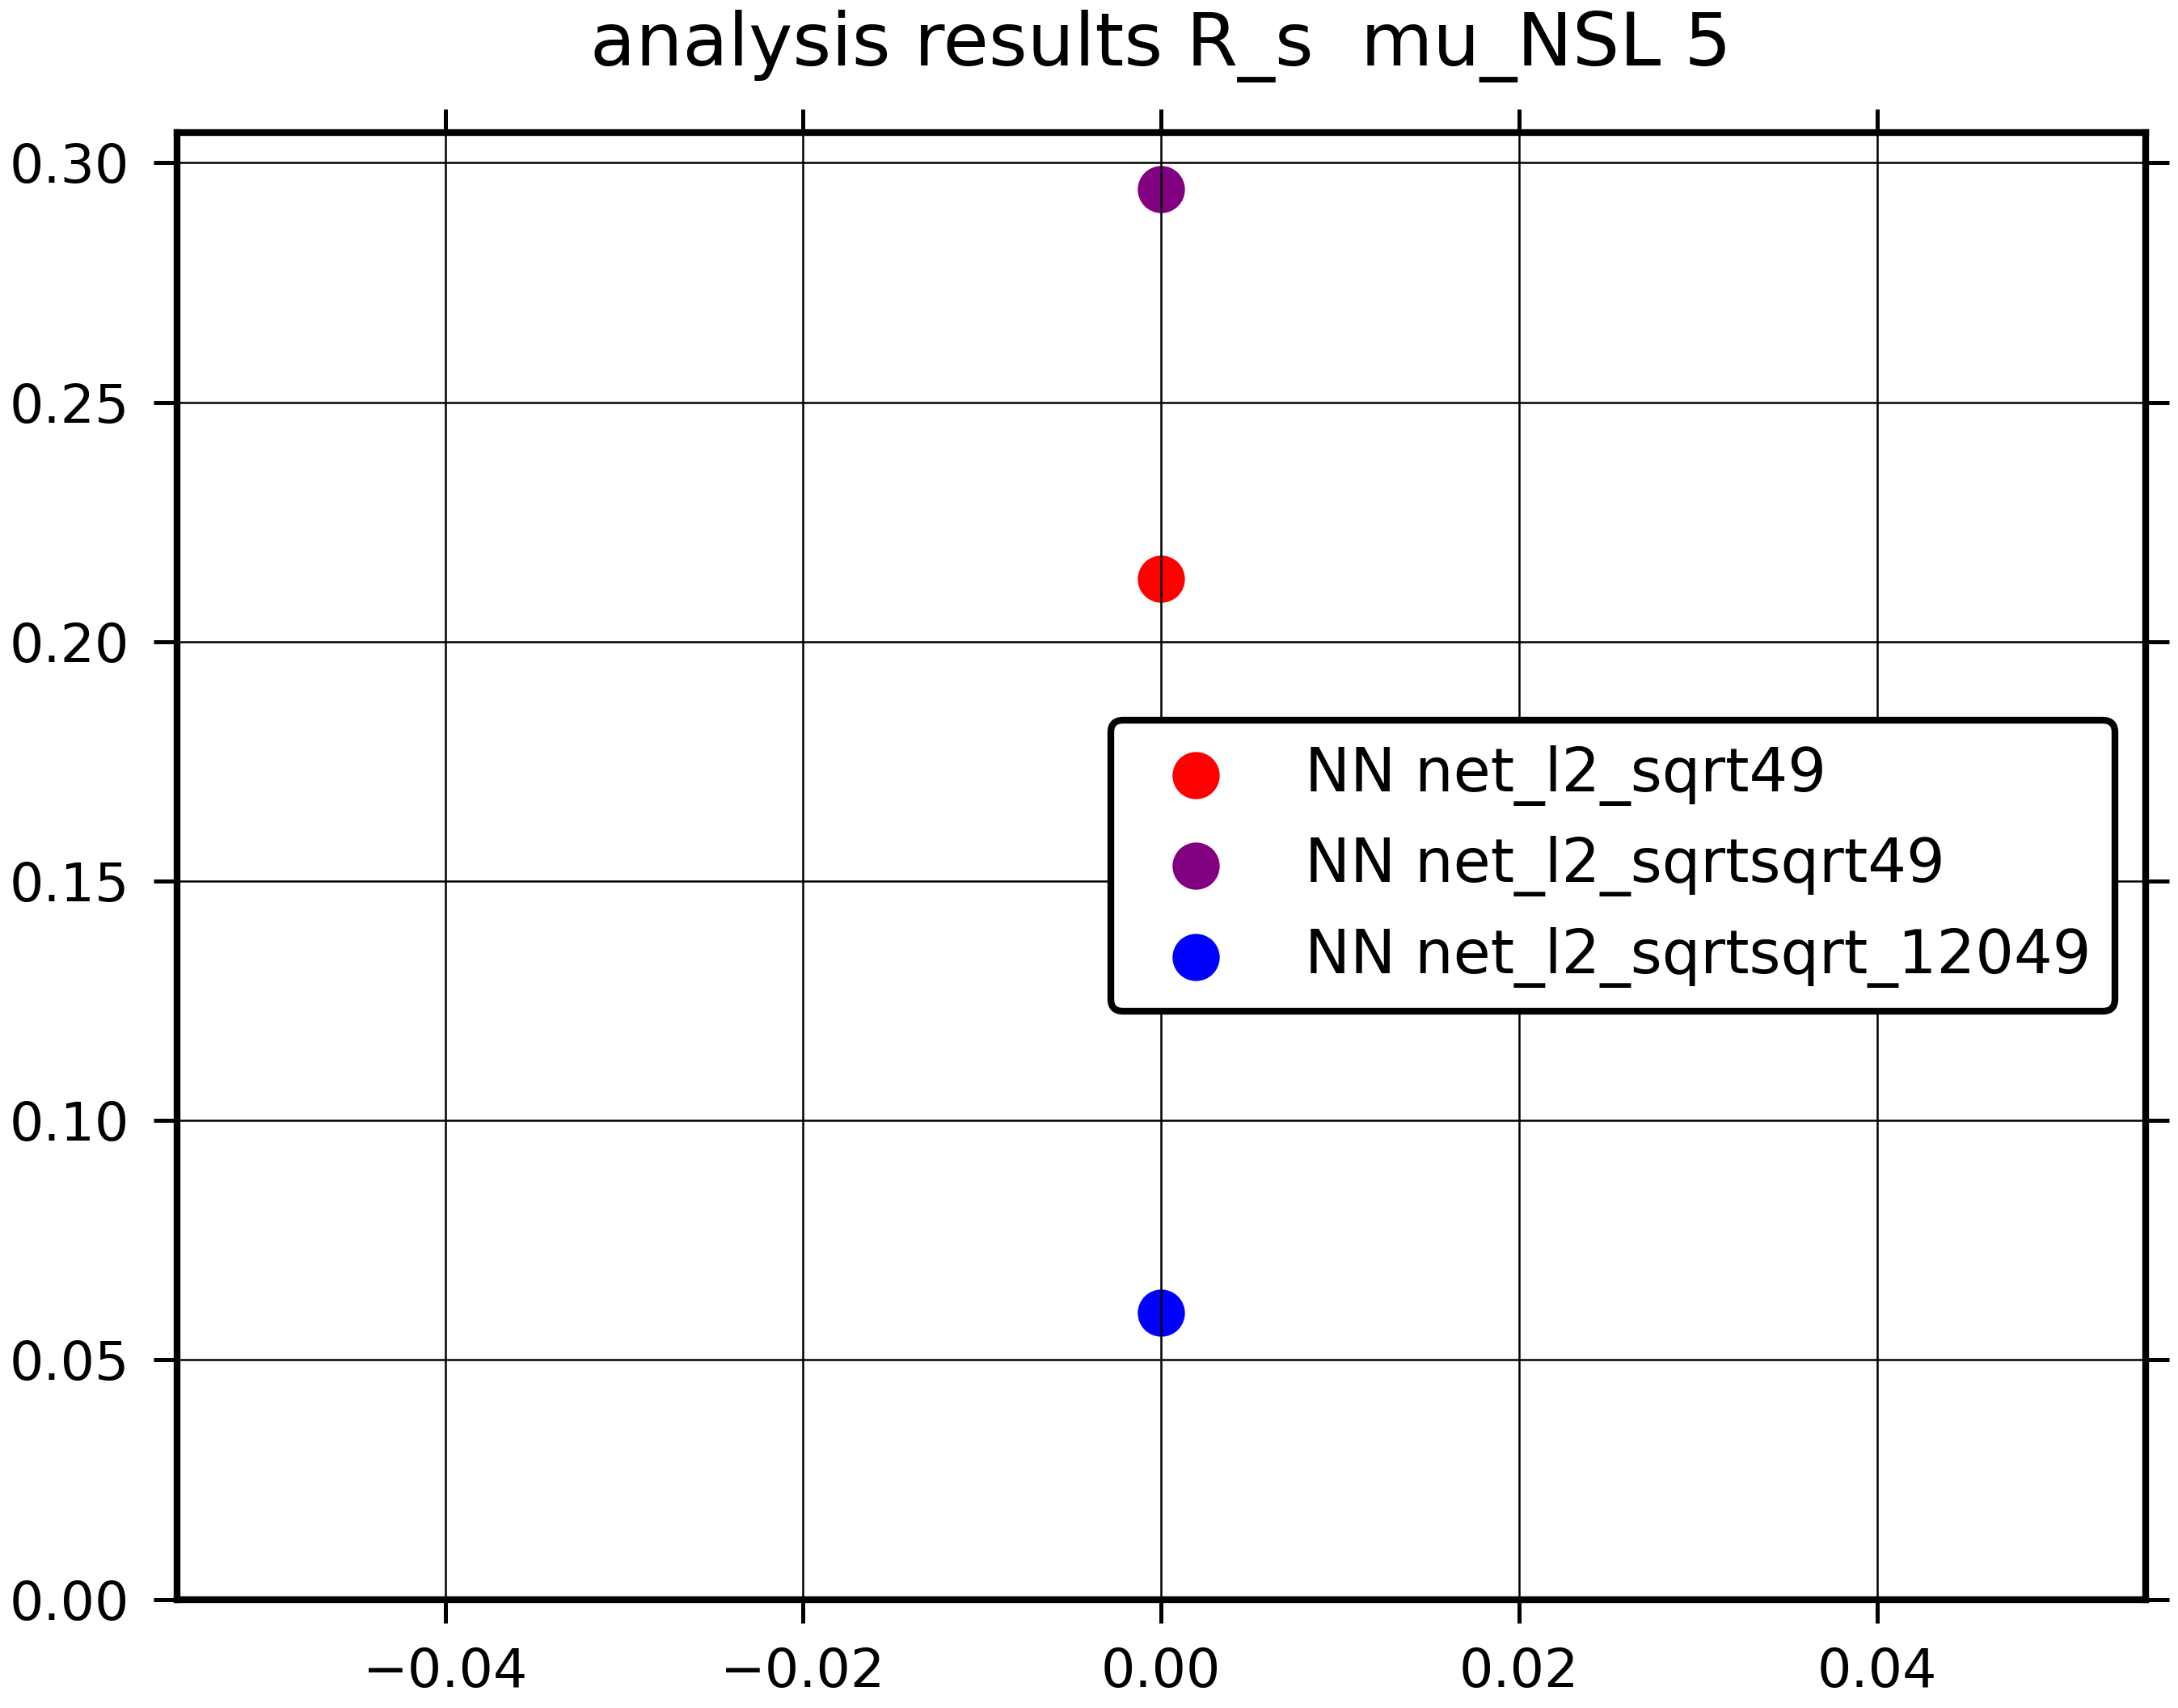 analysis results R_s  mu_NSL 5
0.30
0.25
0.20
0.15
0.10
0.05
0.00
NN net_l2_sqrt49
NN net_l2_sqrtsqrt49
NN net_l2_sqrtsqrt_12049
−0.04 −0.02 0.00 0.02 0.04